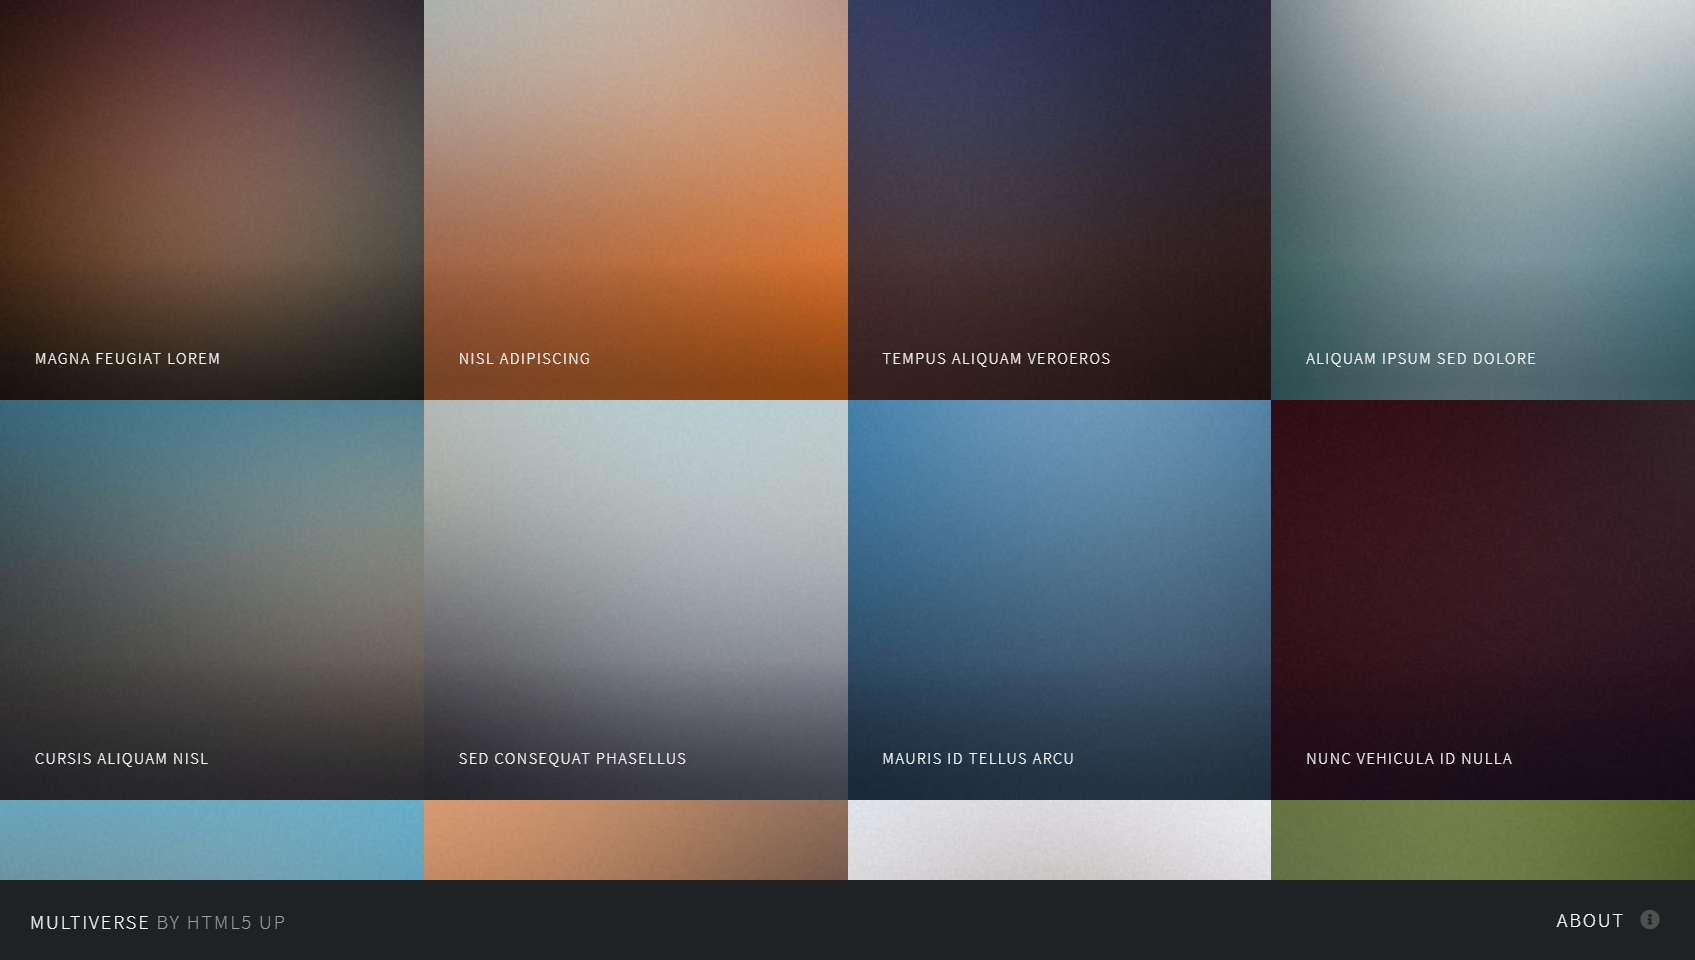 MAGNA FEUGIAT LOREM
NISL ADIPISCING
TEMPUS ALIQUAM VEROEROS
ALIQUAM IPSUM SED DOLORE
CURSIS ALIQUAM NISL
SED CONSEQUAT PHASELLUS
MAURIS ID TELLUS ARCU
NUNC VEHICULA ID NULLA
MULTIVERSE BY HTML5 UP
ABOUT